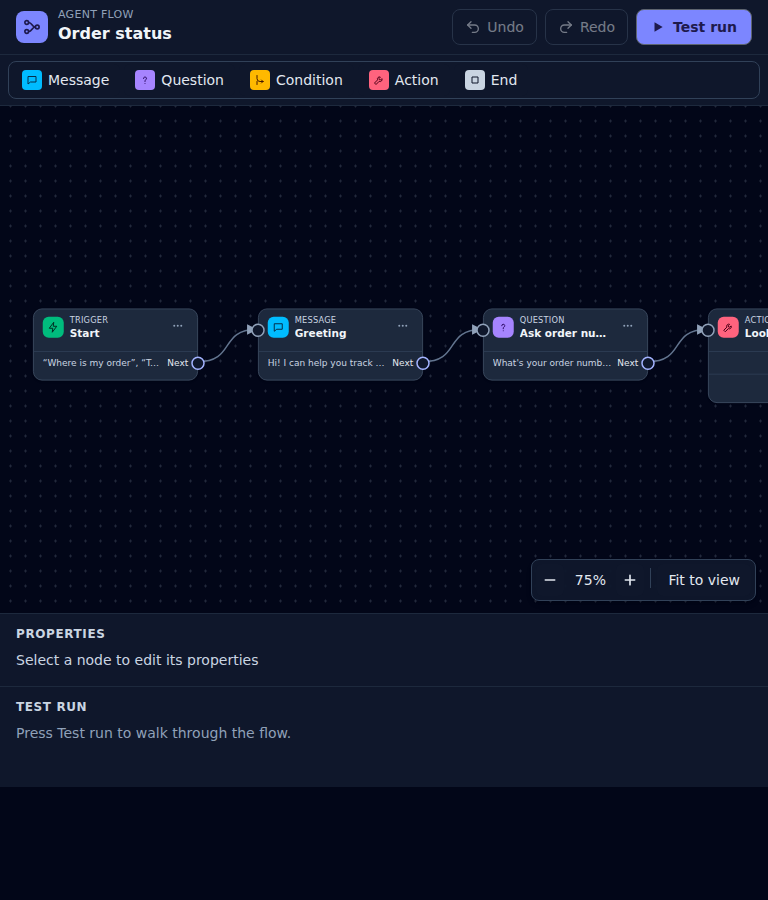 AGENT FLOW
Order status
Undo
Redo
Test run
Message
Question
Condition
Action
End
TRIGGER
Start
“Where is my order”, “T...
Next
MESSAGE
Greeting
Hi! I can help you track ...
Next
QUESTION
Ask order nu...
What's your order numb...
Next
75%
Fit to view
PROPERTIES
Select a node to edit its properties
TEST RUN
Press Test run to walk through the flow.